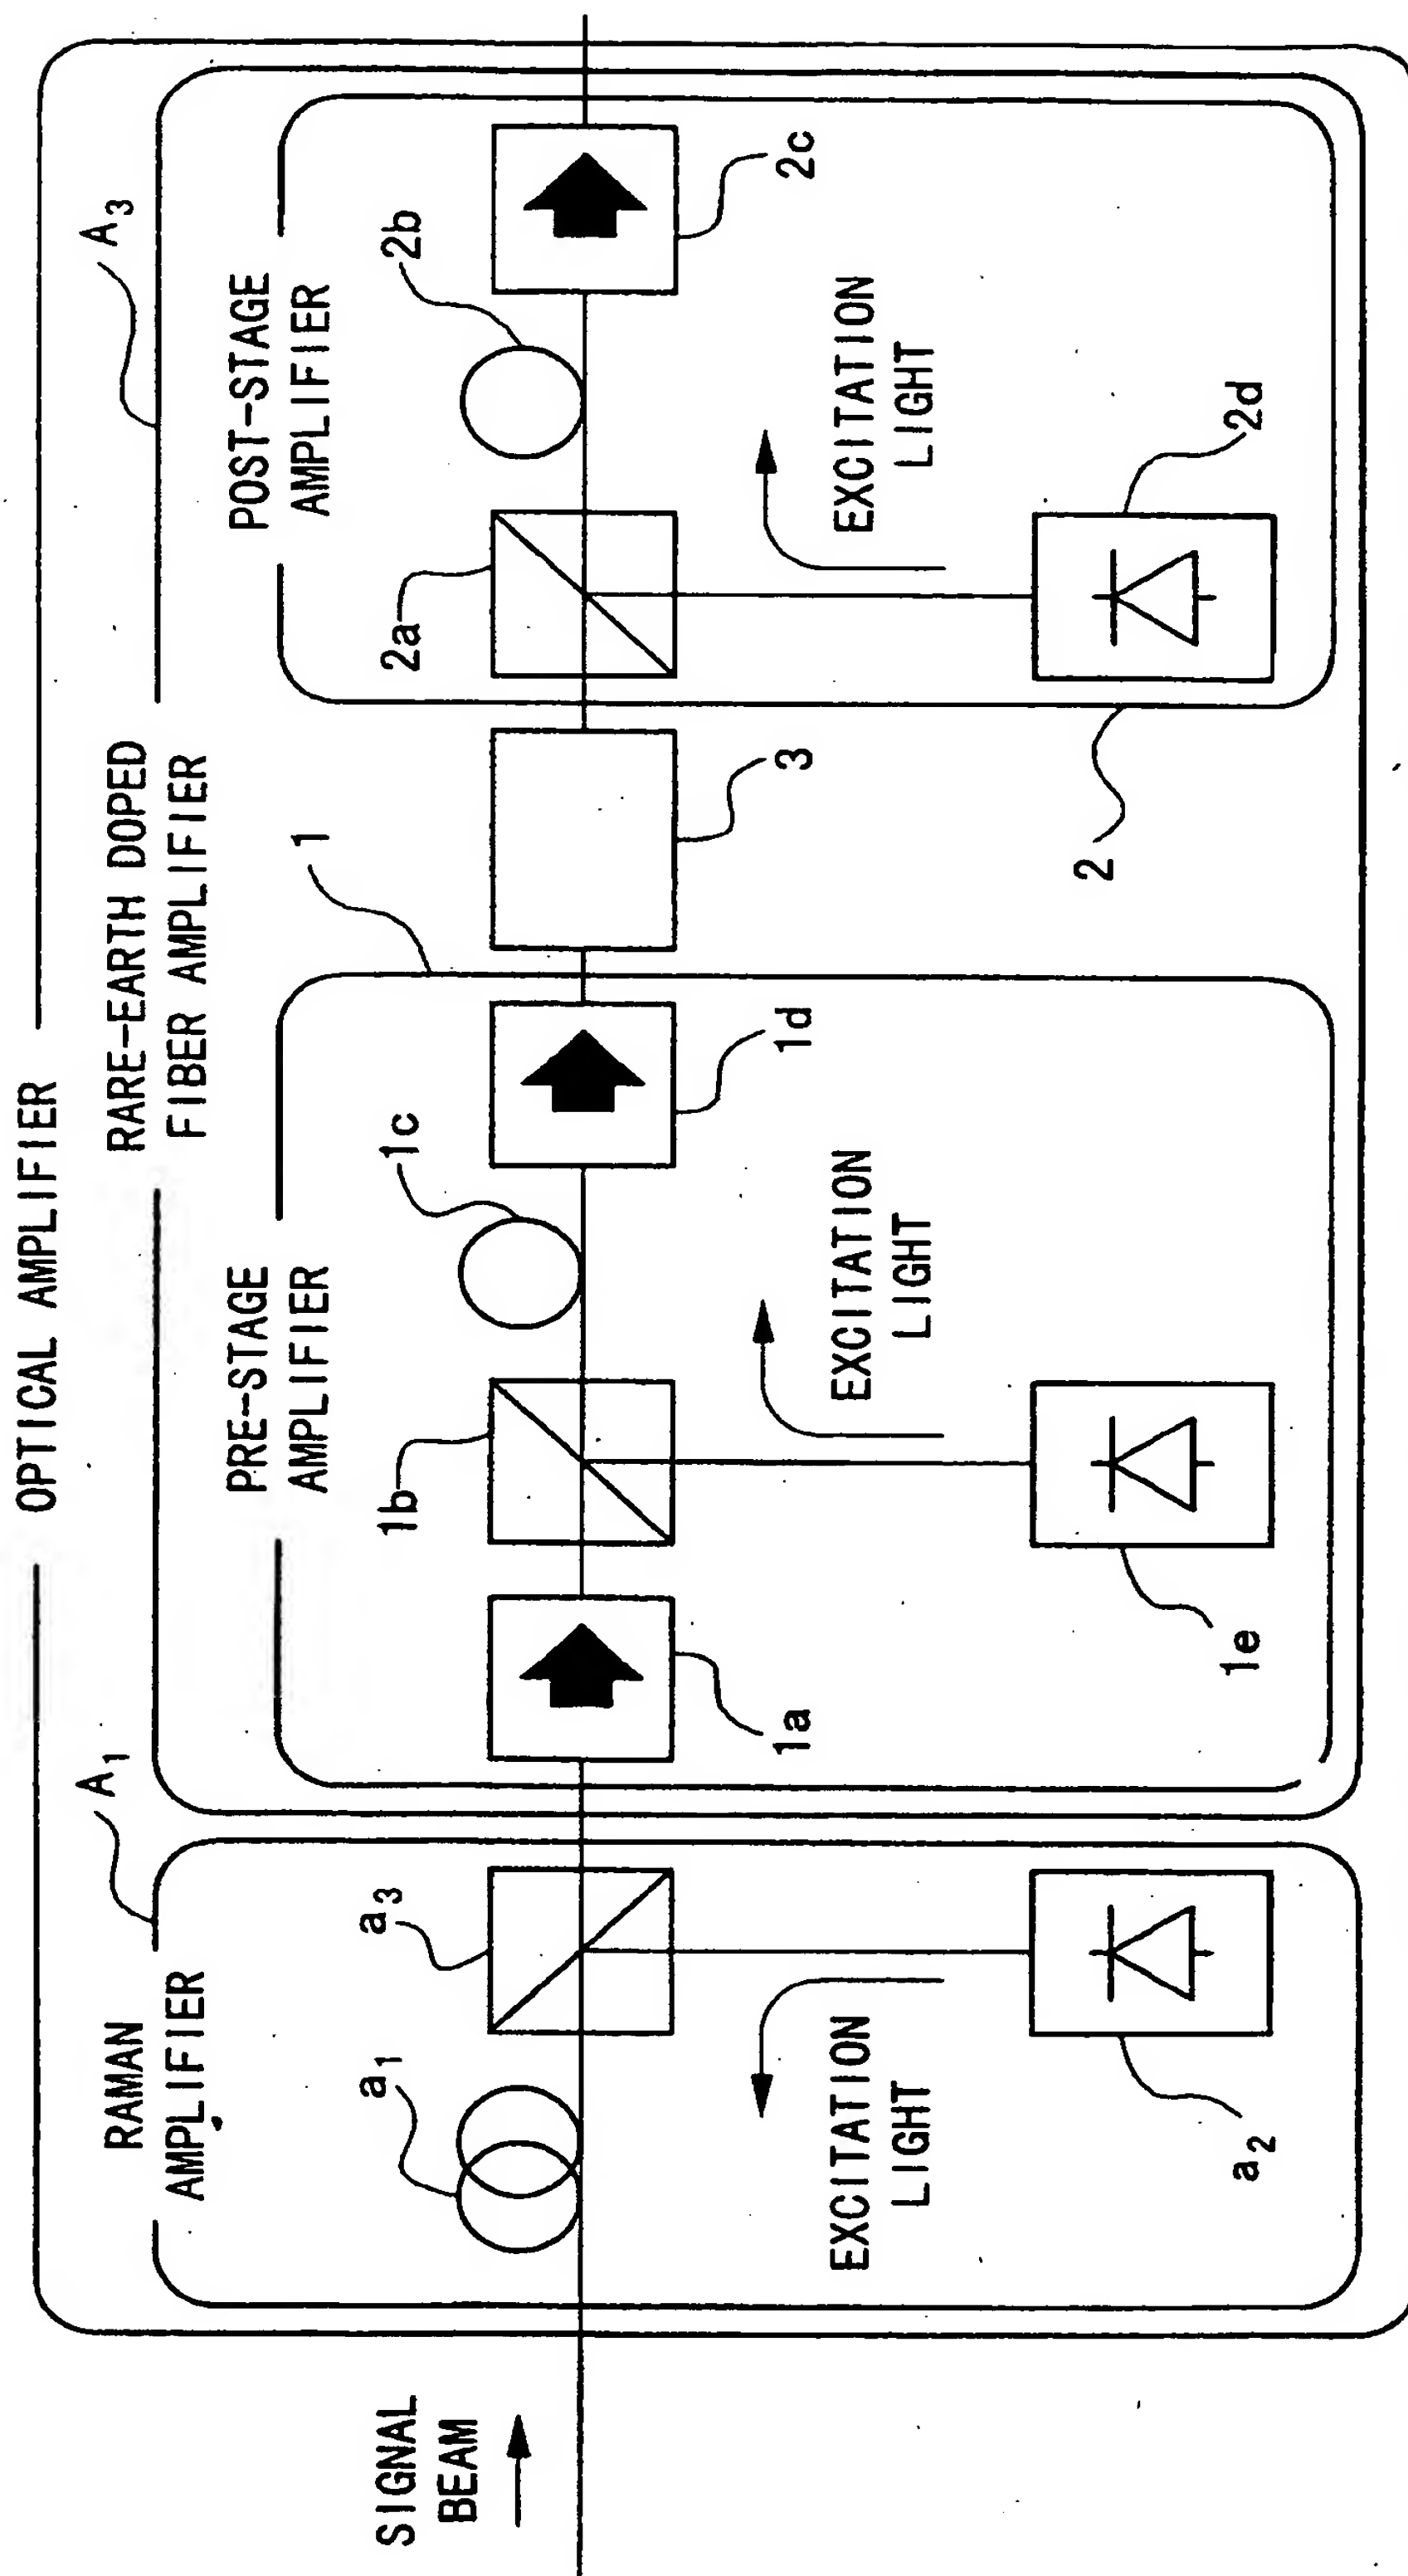 OPTICAL AMPLIFIER
RAMAN
AMPLIFIER
A1
RARE-EARTH DOPED
FIBER AMPLIFIER
A3
PRE-STAGE
AMPLIFIER
1
POST-STAGE
AMPLIFIER
SIGNAL
BEAM
a1
a3
1b
1c
2a
2b
1a
1d
3
2c
EXCITATION
LIGHT
EXCITATION
LIGHT
EXCITATION
LIGHT
2
a2
1e
2d